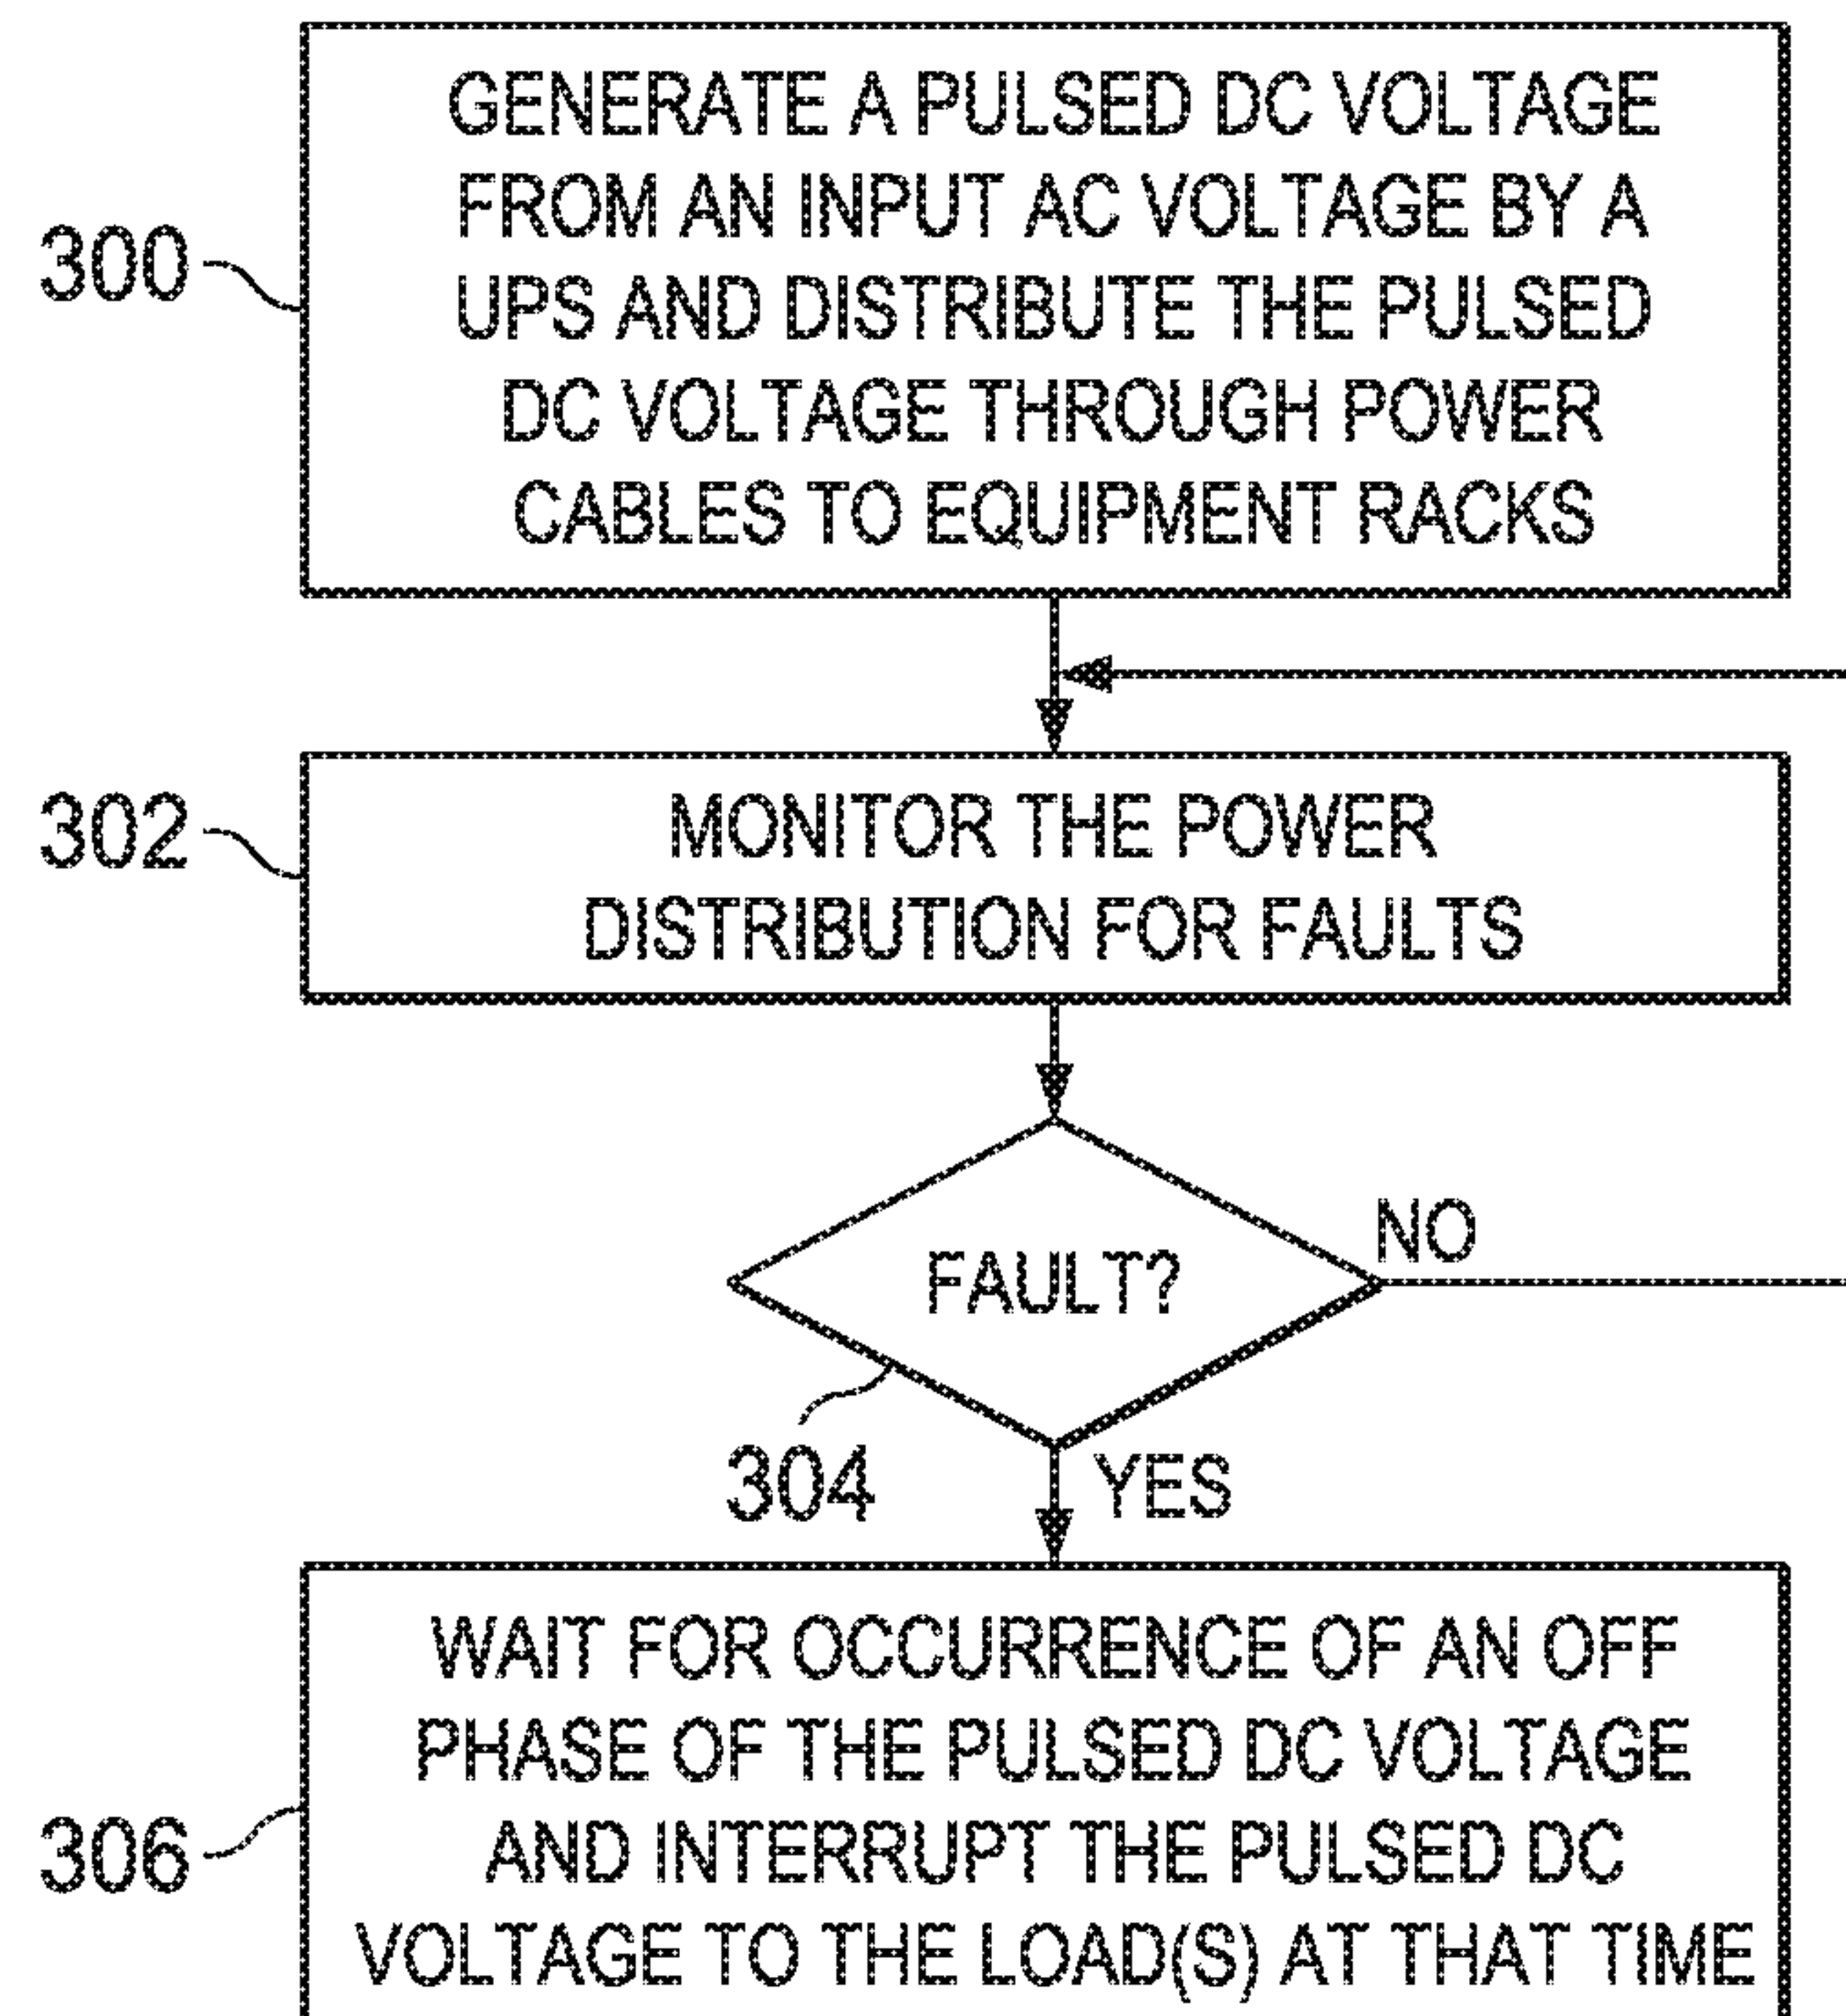 GENERATE A PULSED DC VOLTAGE
FROM AN INPUT AC VOLTAGE BY A
UPS AND DISTRIBUTE THE PULSED
DC VOLTAGE THROUGH POWER
CABLES TO EQUIPMENT RACKS
300
MONITOR THE POWER
DISTRIBUTION FOR FAULTS
302
FAULT?
NO
304
YES
WAIT FOR OCCURRENCE OF AN OFF
PHASE OF THE PULSED DC VOLTAGE
AND INTERRUPT THE PULSED DC
VOLTAGE TO THE LOAD(S) AT THAT TIME
306